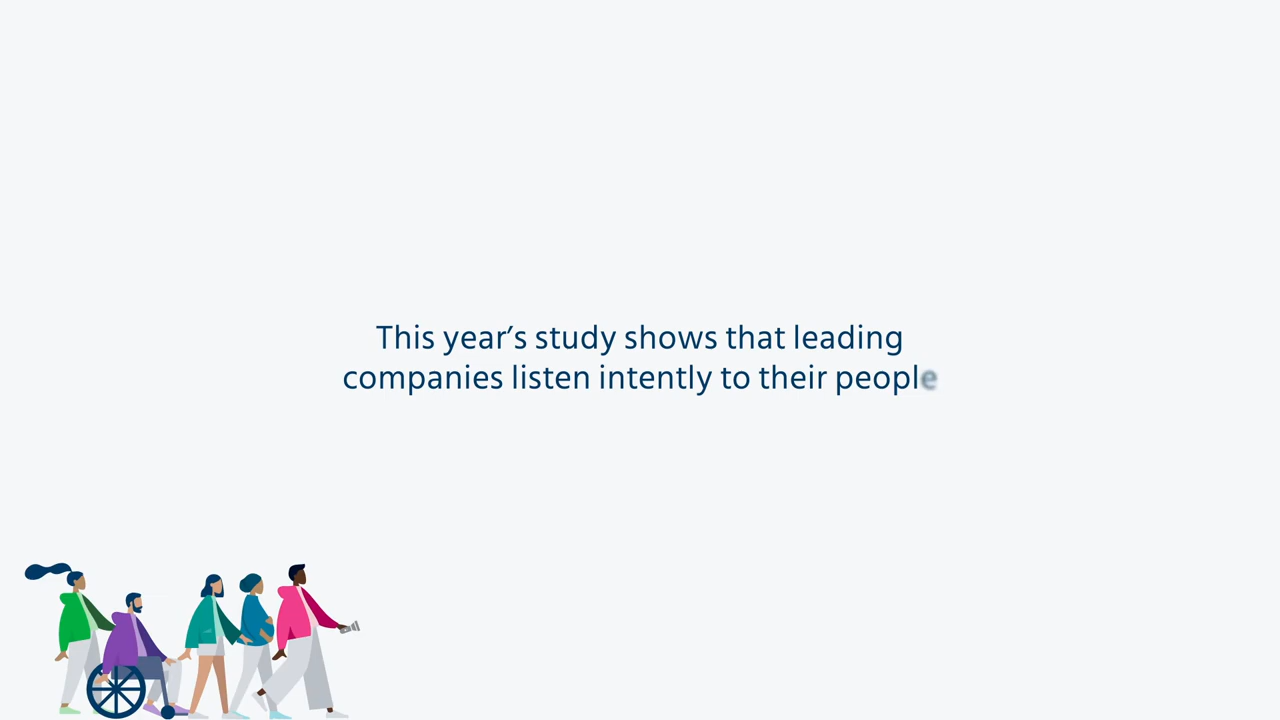 This year’s study shows that leading
companies listen intently to their people